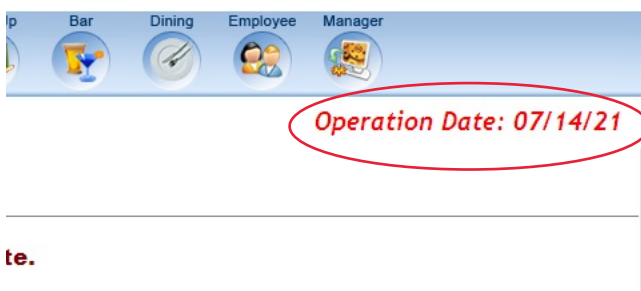 Bar Dining Employee Manager
Operation Date: 07/14/21
te.